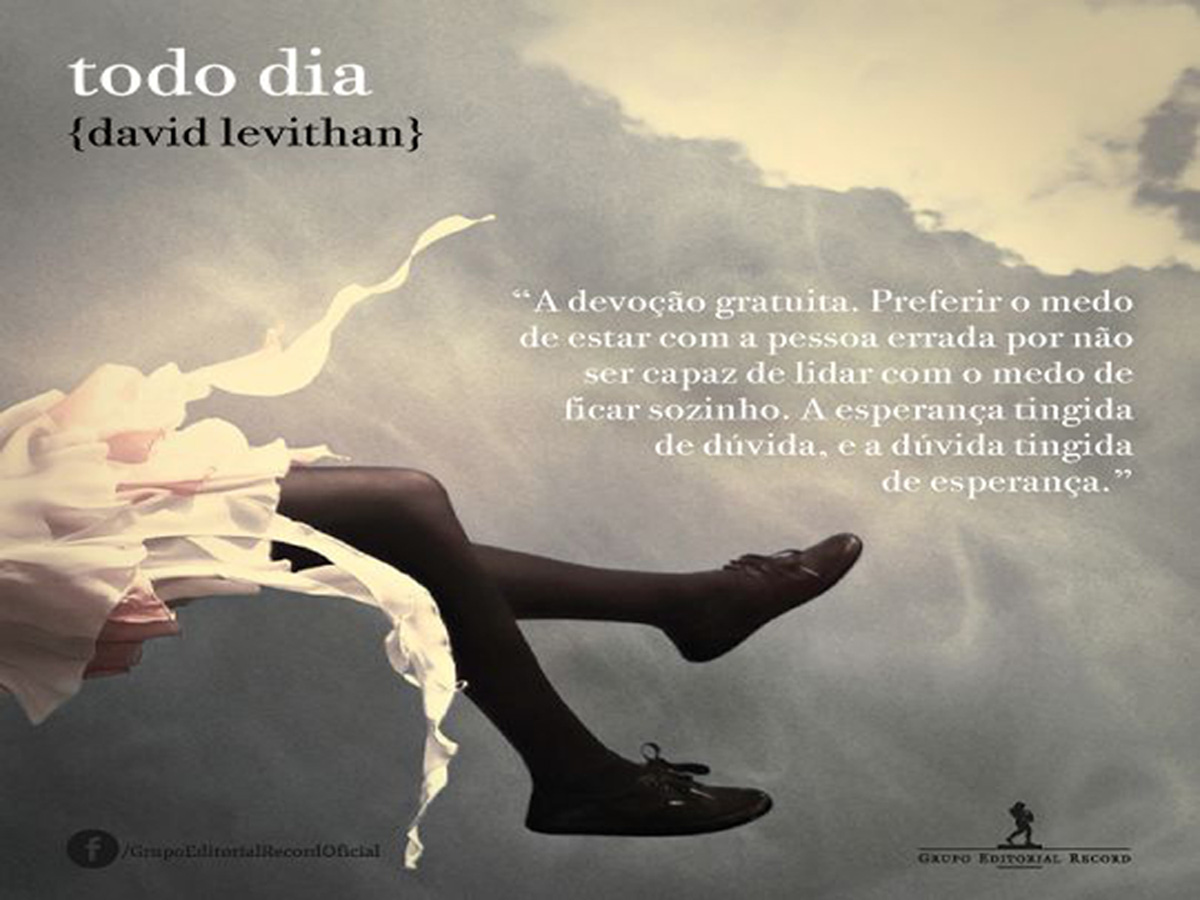 todo dia
{david levithan}
“A devoção gratuita. Preferir o medo
de estar com a pessoa errada por não
ser capaz de lidar com o medo de
ficar sozinho. A esperança tingida
de dúvida, e a dúvida tingida
de esperança.”
f /GrupoEditorialRecordOficial
GRUPO EDITORIAL RECORD